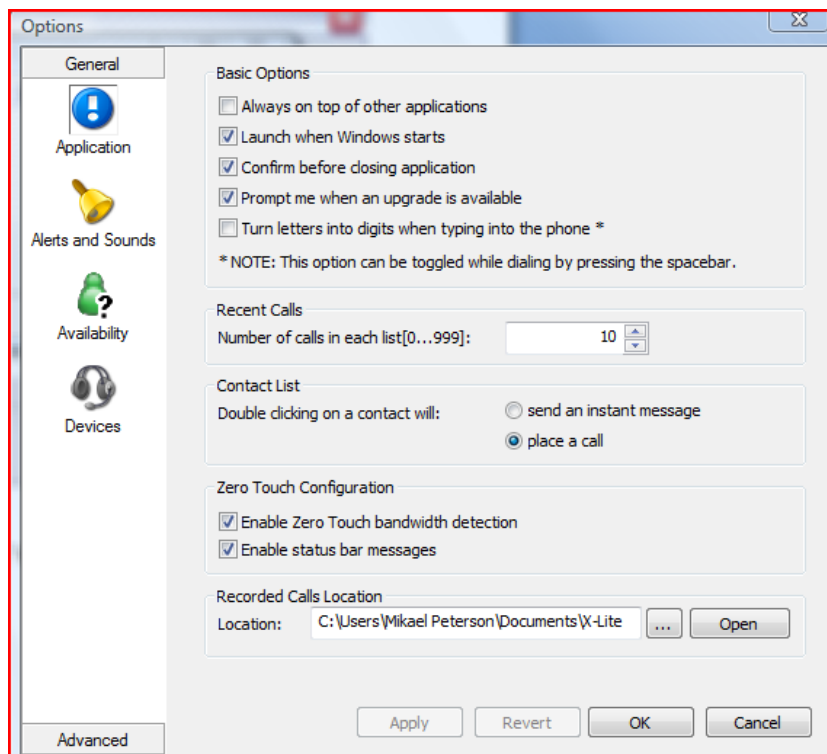 Options
General
Application
Alerts and Sounds
Availability
Devices
Advanced
Basic Options
Always on top of other applications
Launch when Windows starts
Confirm before closing application
Prompt me when an upgrade is available
Turn letters into digits when typing into the phone *
* NOTE: This option can be toggled while dialing by pressing the spacebar.
Recent Calls
Number of calls in each list[0...999]: 10
Contact List
Double clicking on a contact will: send an instant message
place a call
Zero Touch Configuration
Enable Zero Touch bandwidth detection
Enable status bar messages
Recorded Calls Location
Location: C:\Users\Mikael Peterson\Documents\X-Lite ... Open
Apply Revert OK Cancel